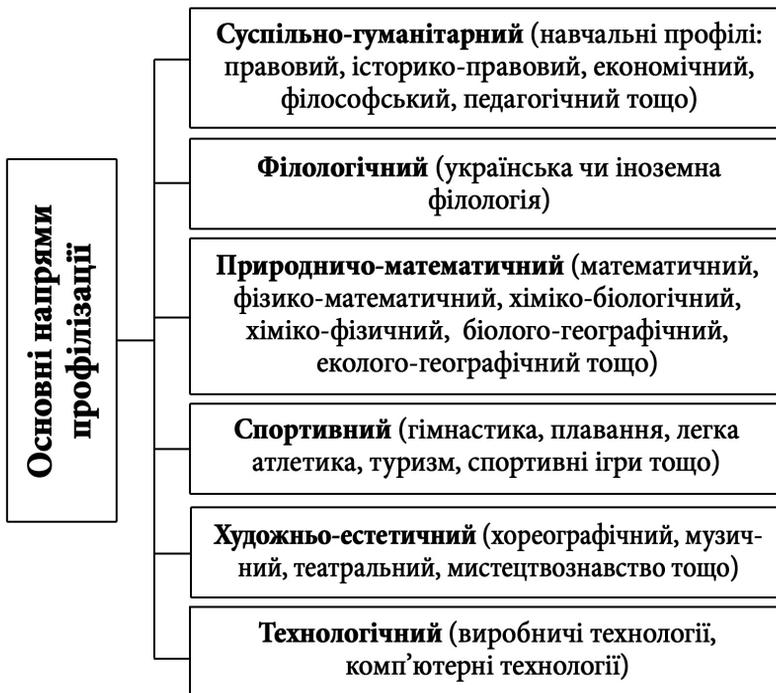 Основні напрями
профілізації
Суспільно-гуманітарний (навчальні профілі:
правовий, історико-правовий, економічний,
філософський, педагогічний тощо)
Філологічний (українська чи іноземна
філологія)
Природничо-математичний (математичний,
фізико-математичний, хіміко-біологічний,
хіміко-фізичний, біолого-географічний,
еколого-географічний тощо)
Спортивний (гімнастика, плавання, легка
атлетика, туризм, спортивні ігри тощо)
Художньо-естетичний (хореографічний, музич-
ний, театральний, мистецтвознавство тощо)
Технологічний (виробничі технології,
комп’ютерні технології)